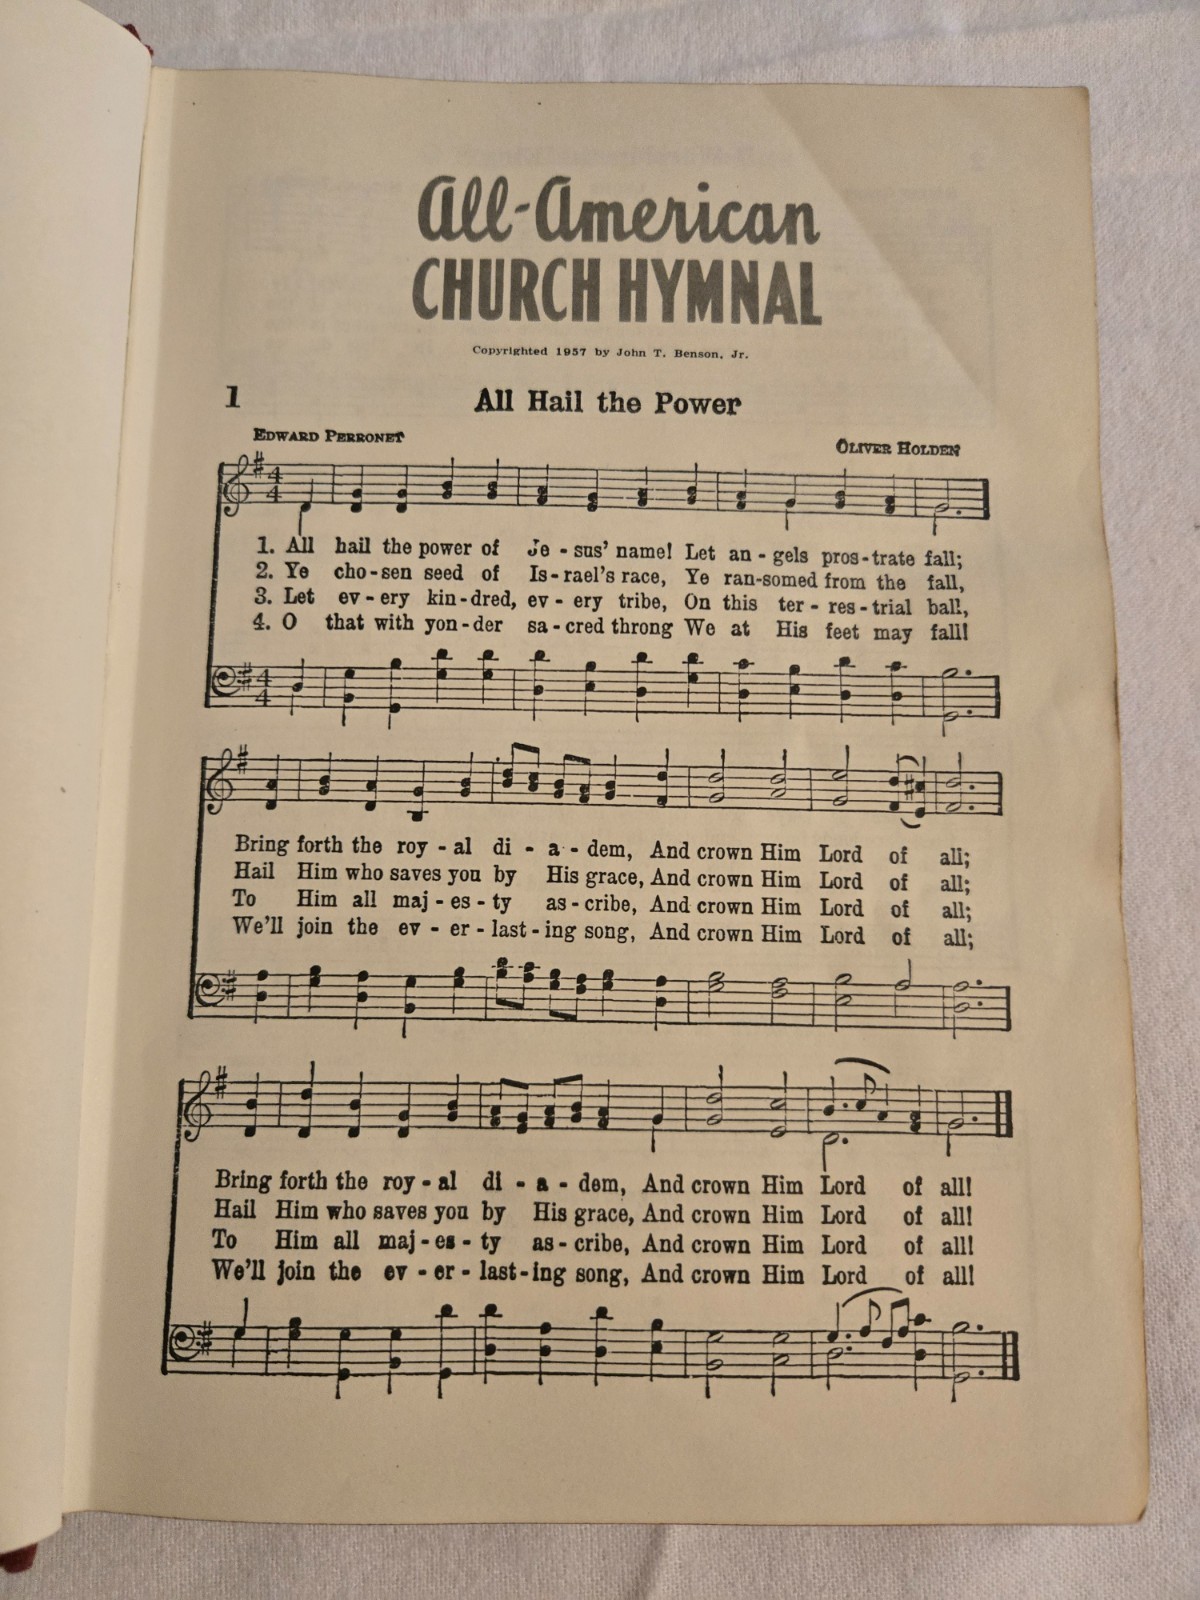 All-American
CHURCH HYMNAL
Copyrighted 1957 by John T. Benson, Jr.
1 All Hail the Power
EDWARD PERRONET OLIVER HOLDEN
4
4
1. All hail the power of Je - sus' name! Let an - gels pros - trate fall;
2. Ye cho - sen seed of Is - rael's race, Ye ran-somed from the fall,
3. Let ev - ery kin - dred, ev - ery tribe, On this ter - res - trial ball,
4. O that with yon - der sa - cred throng We at His feet may fall!
4
4
Bring forth the roy - al di - a - dem, And crown Him Lord of all;
Hail Him who saves you by His grace, And crown Him Lord of all;
To Him all maj - es - ty as - cribe, And crown Him Lord of all;
We'll join the ev - er - last - ing song, And crown Him Lord of all;
Bring forth the roy - al di - a - dem, And crown Him Lord of all!
Hail Him who saves you by His grace, And crown Him Lord of all!
To Him all maj - es - ty as - cribe, And crown Him Lord of all!
We'll join the ev - er - last - ing song, And crown Him Lord of all!